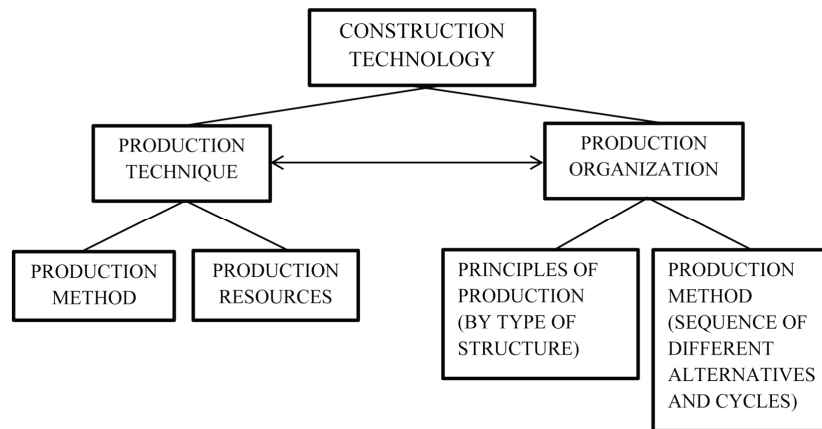 CONSTRUCTION
TECHNOLOGY
PRODUCTION
TECHNIQUE
PRODUCTION
ORGANIZATION
PRODUCTION
METHOD
PRODUCTION
RESOURCES
PRINCIPLES OF
PRODUCTION
(BY TYPE OF
STRUCTURE)
PRODUCTION
METHOD
(SEQUENCE OF
DIFFERENT
ALTERNATIVES
AND CYCLES)